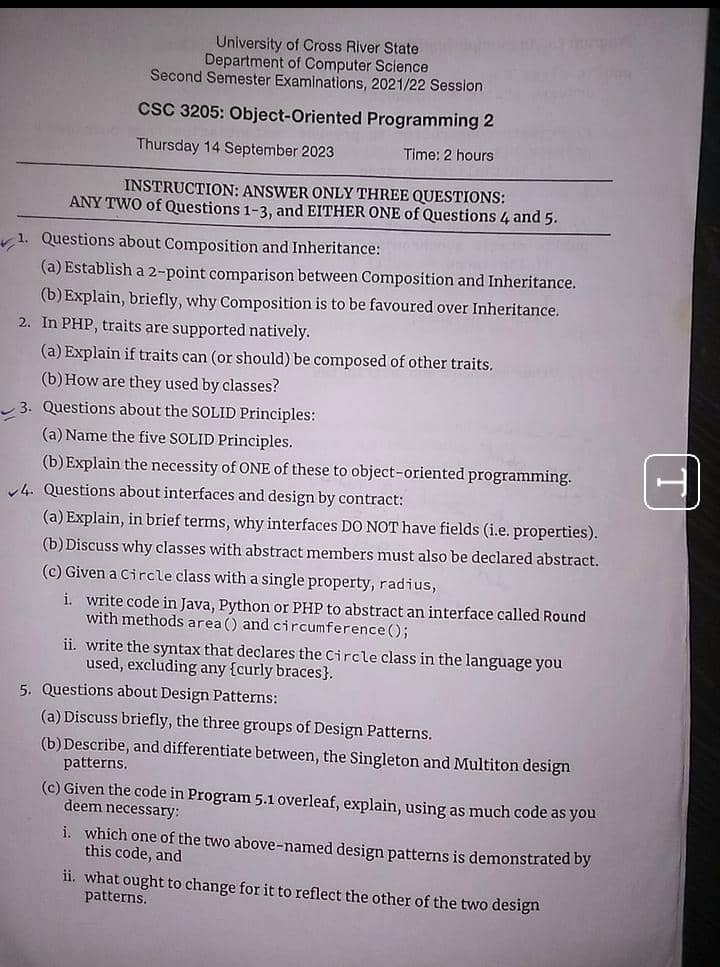 University of Cross River State
Department of Computer Science
Second Semester Examinations, 2021/22 Session
CSC 3205: Object-Oriented Programming 2
Thursday 14 September 2023 Time: 2 hours
INSTRUCTION: ANSWER ONLY THREE QUESTIONS:
ANY TWO of Questions 1-3, and EITHER ONE of Questions 4 and 5.
1. Questions about Composition and Inheritance:
(a) Establish a 2-point comparison between Composition and Inheritance.
(b) Explain, briefly, why Composition is to be favoured over Inheritance.
2. In PHP, traits are supported natively.
(a) Explain if traits can (or should) be composed of other traits.
(b) How are they used by classes?
3. Questions about the SOLID Principles:
(a) Name the five SOLID Principles.
(b) Explain the necessity of ONE of these to object-oriented programming.
4. Questions about interfaces and design by contract:
(a) Explain, in brief terms, why interfaces DO NOT have fields (i.e. properties).
(b) Discuss why classes with abstract members must also be declared abstract.
(c) Given a Circle class with a single property, radius,
i. write code in Java, Python or PHP to abstract an interface called Round
with methods area() and circumference();
ii. write the syntax that declares the Circle class in the language you
used, excluding any {curly braces}.
5. Questions about Design Patterns:
(a) Discuss briefly, the three groups of Design Patterns.
(b) Describe, and differentiate between, the Singleton and Multiton design
patterns.
(c) Given the code in Program 5.1 overleaf, explain, using as much code as you
deem necessary:
i. which one of the two above-named design patterns is demonstrated by
this code, and
ii. what ought to change for it to reflect the other of the two design
patterns.
T